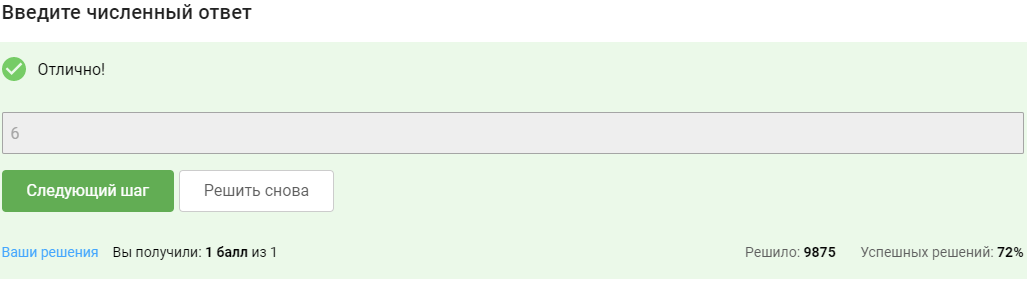 Введите численный ответ
Отлично!
6
Следующий шаг Решить снова
Ваши решения Вы получили: 1 балл из 1 Решило: 9875 Успешных решений: 72%